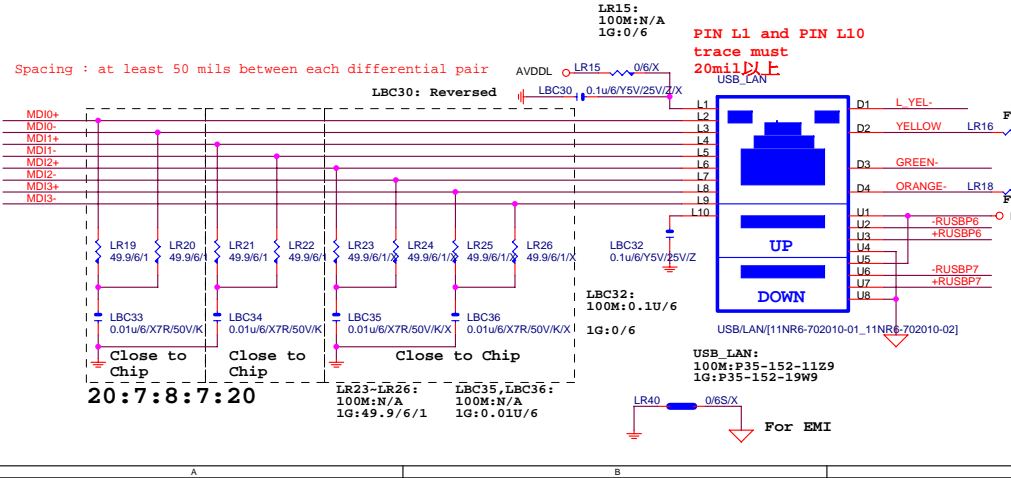 LR15:
100M:N/A
1G:0/6
PIN L1 and PIN L10
trace must
20mil以上
Spacing : at least 50 mils between each differential pair
AVDDL
LR15
0/6/X
USB_LAN
LBC30: Reversed
LBC30
0.1u/6/Y5V/25V/Z/X
MDI0+
MDI0-
MDI1+
MDI1-
MDI2+
MDI2-
MDI3+
MDI3-
L1
L2
L3
L4
L5
L6
L7
L8
L9
L10
D1
L_YEL-
D2
YELLOW
LR16
F
D3
GREEN-
D4
ORANGE-
LR18
F
U1
U2
-RUSBP6
U3
+RUSBP6
U4
U5
U6
-RUSBP7
U7
+RUSBP7
U8
UP
DOWN
LR19
49.9/6/1
LR20
49.9/6/1
LR21
49.9/6/1
LR22
49.9/6/1
LR23
49.9/6/1/X
LR24
49.9/6/1/X
LR25
49.9/6/1/X
LR26
49.9/6/1/X
LBC32
0.1u/6/Y5V/25V/Z
LBC32:
100M:0.1U/6
1G:0/6
LBC33
0.01u/6/X7R/50V/K
LBC34
0.01u/6/X7R/50V/K
LBC35
0.01u/6/X7R/50V/K/X
LBC36
0.01u/6/X7R/50V/K/X
USB/LAN/[11NR6-702010-01_11NR6-702010-02]
Close to
Chip
Close to
Chip
Close to Chip
USB_LAN:
100M:P35-152-11Z9
1G:P35-152-19W9
20:7:8:7:20
LR23-LR26:
100M:N/A
1G:49.9/6/1
LBC35,LBC36:
100M:N/A
1G:0.01U/6
LR40
0/6S/X
For EMI
A
B